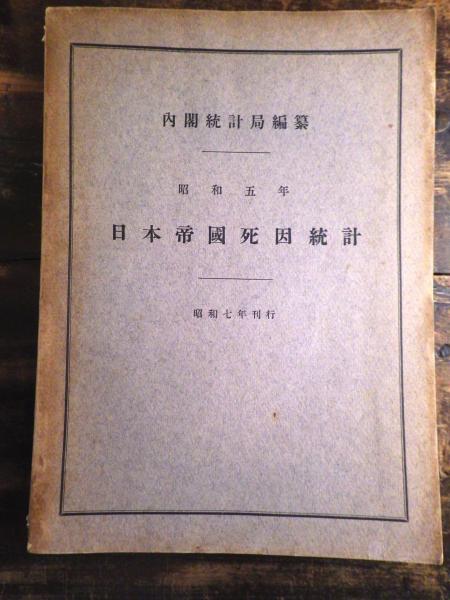 內閣統計局編纂
昭和五年
日本帝國死因統計
昭和七年刊行